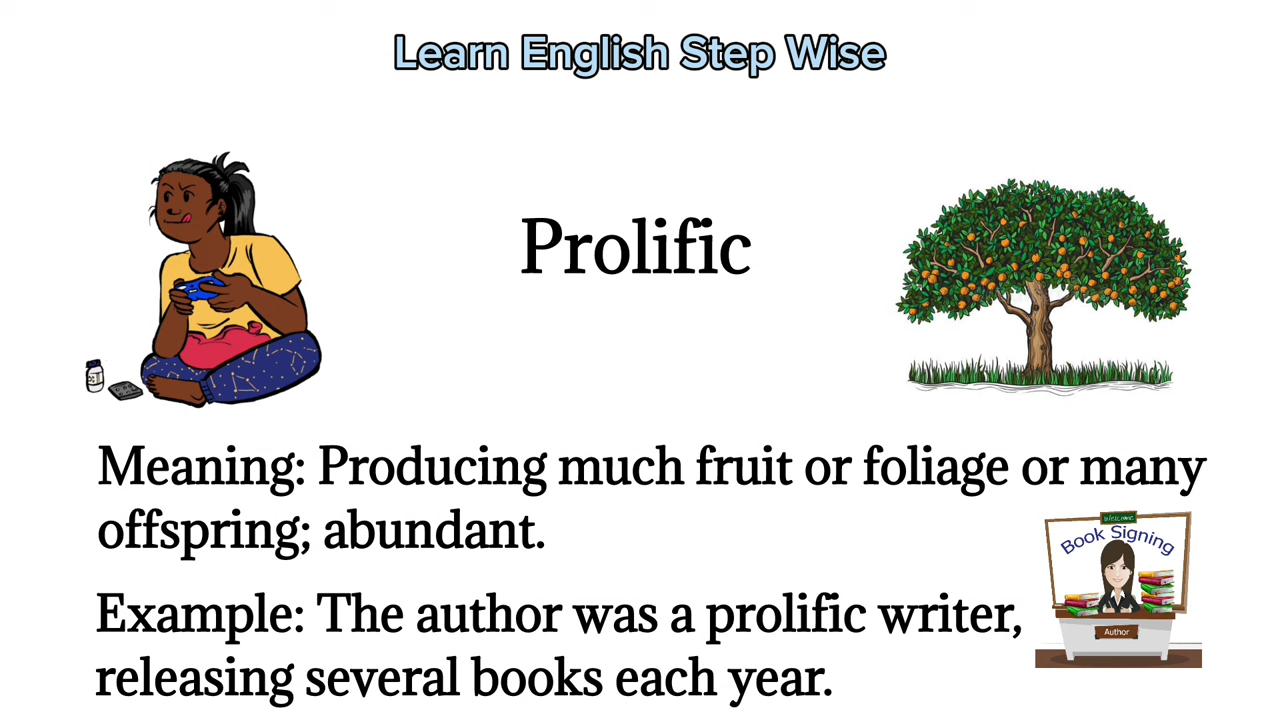 Learn English Step Wise
Prolific
Meaning: Producing much fruit or foliage or many
offspring; abundant.
Welcome
Book Signing
Author
Example: The author was a prolific writer,
releasing several books each year.